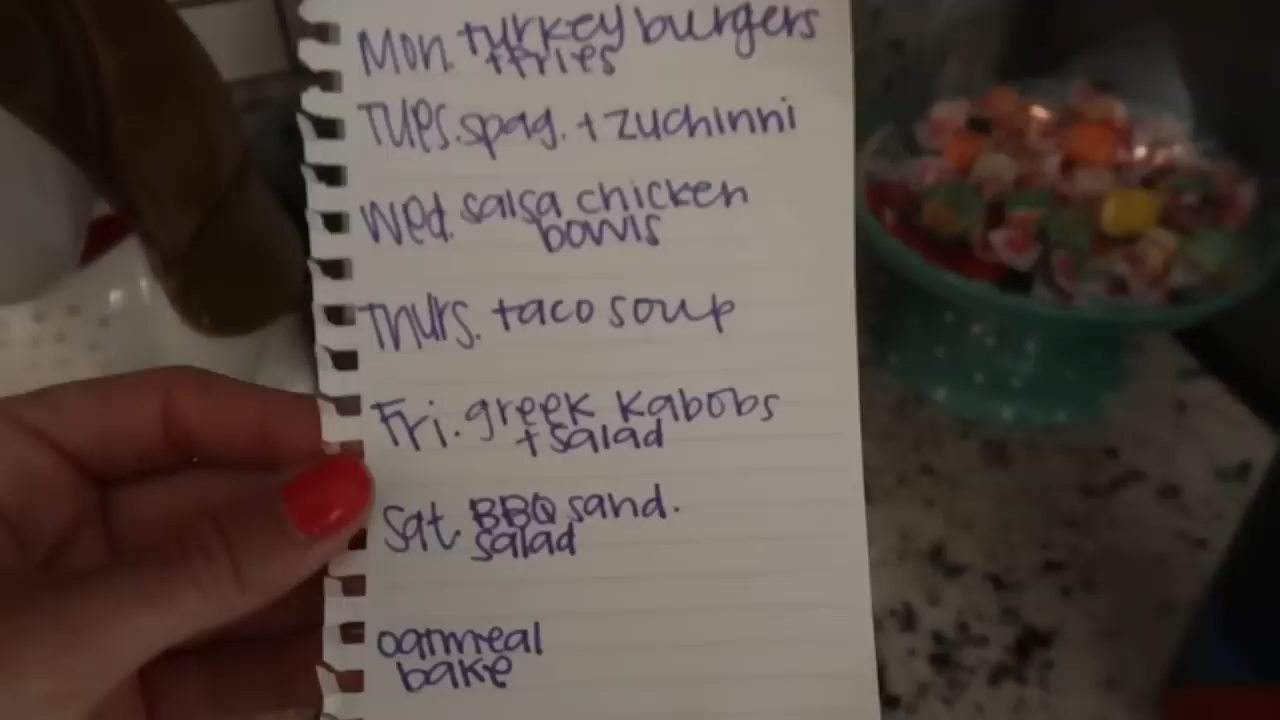 Mon. turkey burgers
+ fries
Tues. spag. + zuchinni
Wed. salsa chicken
bowls
Thurs. taco soup
Fri. greek kabobs
+ salad
Sat. BBQ sand.
salad
oatmeal
bake